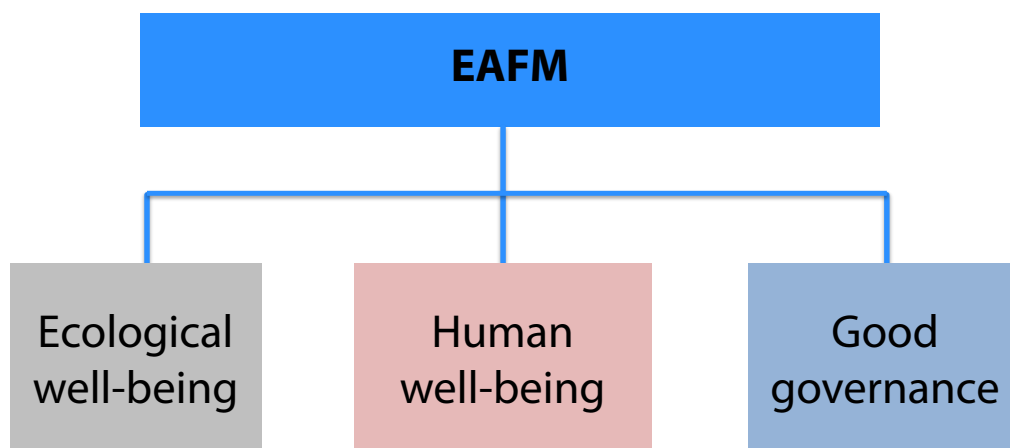 EAFM
Ecological
well-being
Human
well-being
Good
governance